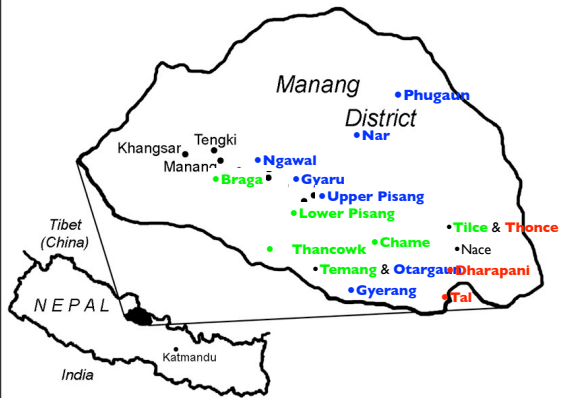 Manang
District
Phugaun
Nar
Tengki
Khangsar
Manang
Ngawal
Braga
Gyaru
Upper Pisang
Lower Pisang
Tilce & Thonce
Chame
Thancowk
Nace
Temang & Otargaun
Dharapani
Gyerang
Tal
Tibet
(China)
NEPAL
Katmandu
India